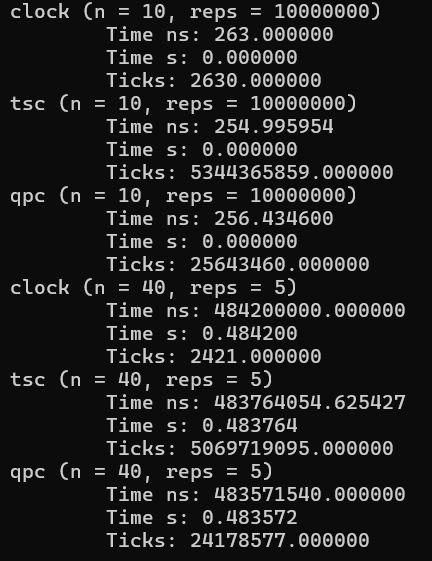 clock (n = 10, reps = 10000000)
Time ns: 263.000000
Time s: 0.000000
Ticks: 2630.000000
tsc (n = 10, reps = 10000000)
Time ns: 254.995954
Time s: 0.000000
Ticks: 5344365859.000000
qpc (n = 10, reps = 10000000)
Time ns: 256.434600
Time s: 0.000000
Ticks: 25643460.000000
clock (n = 40, reps = 5)
Time ns: 484200000.000000
Time s: 0.484200
Ticks: 2421.000000
tsc (n = 40, reps = 5)
Time ns: 483764054.625427
Time s: 0.483764
Ticks: 5069719095.000000
qpc (n = 40, reps = 5)
Time ns: 483571540.000000
Time s: 0.483572
Ticks: 24178577.000000